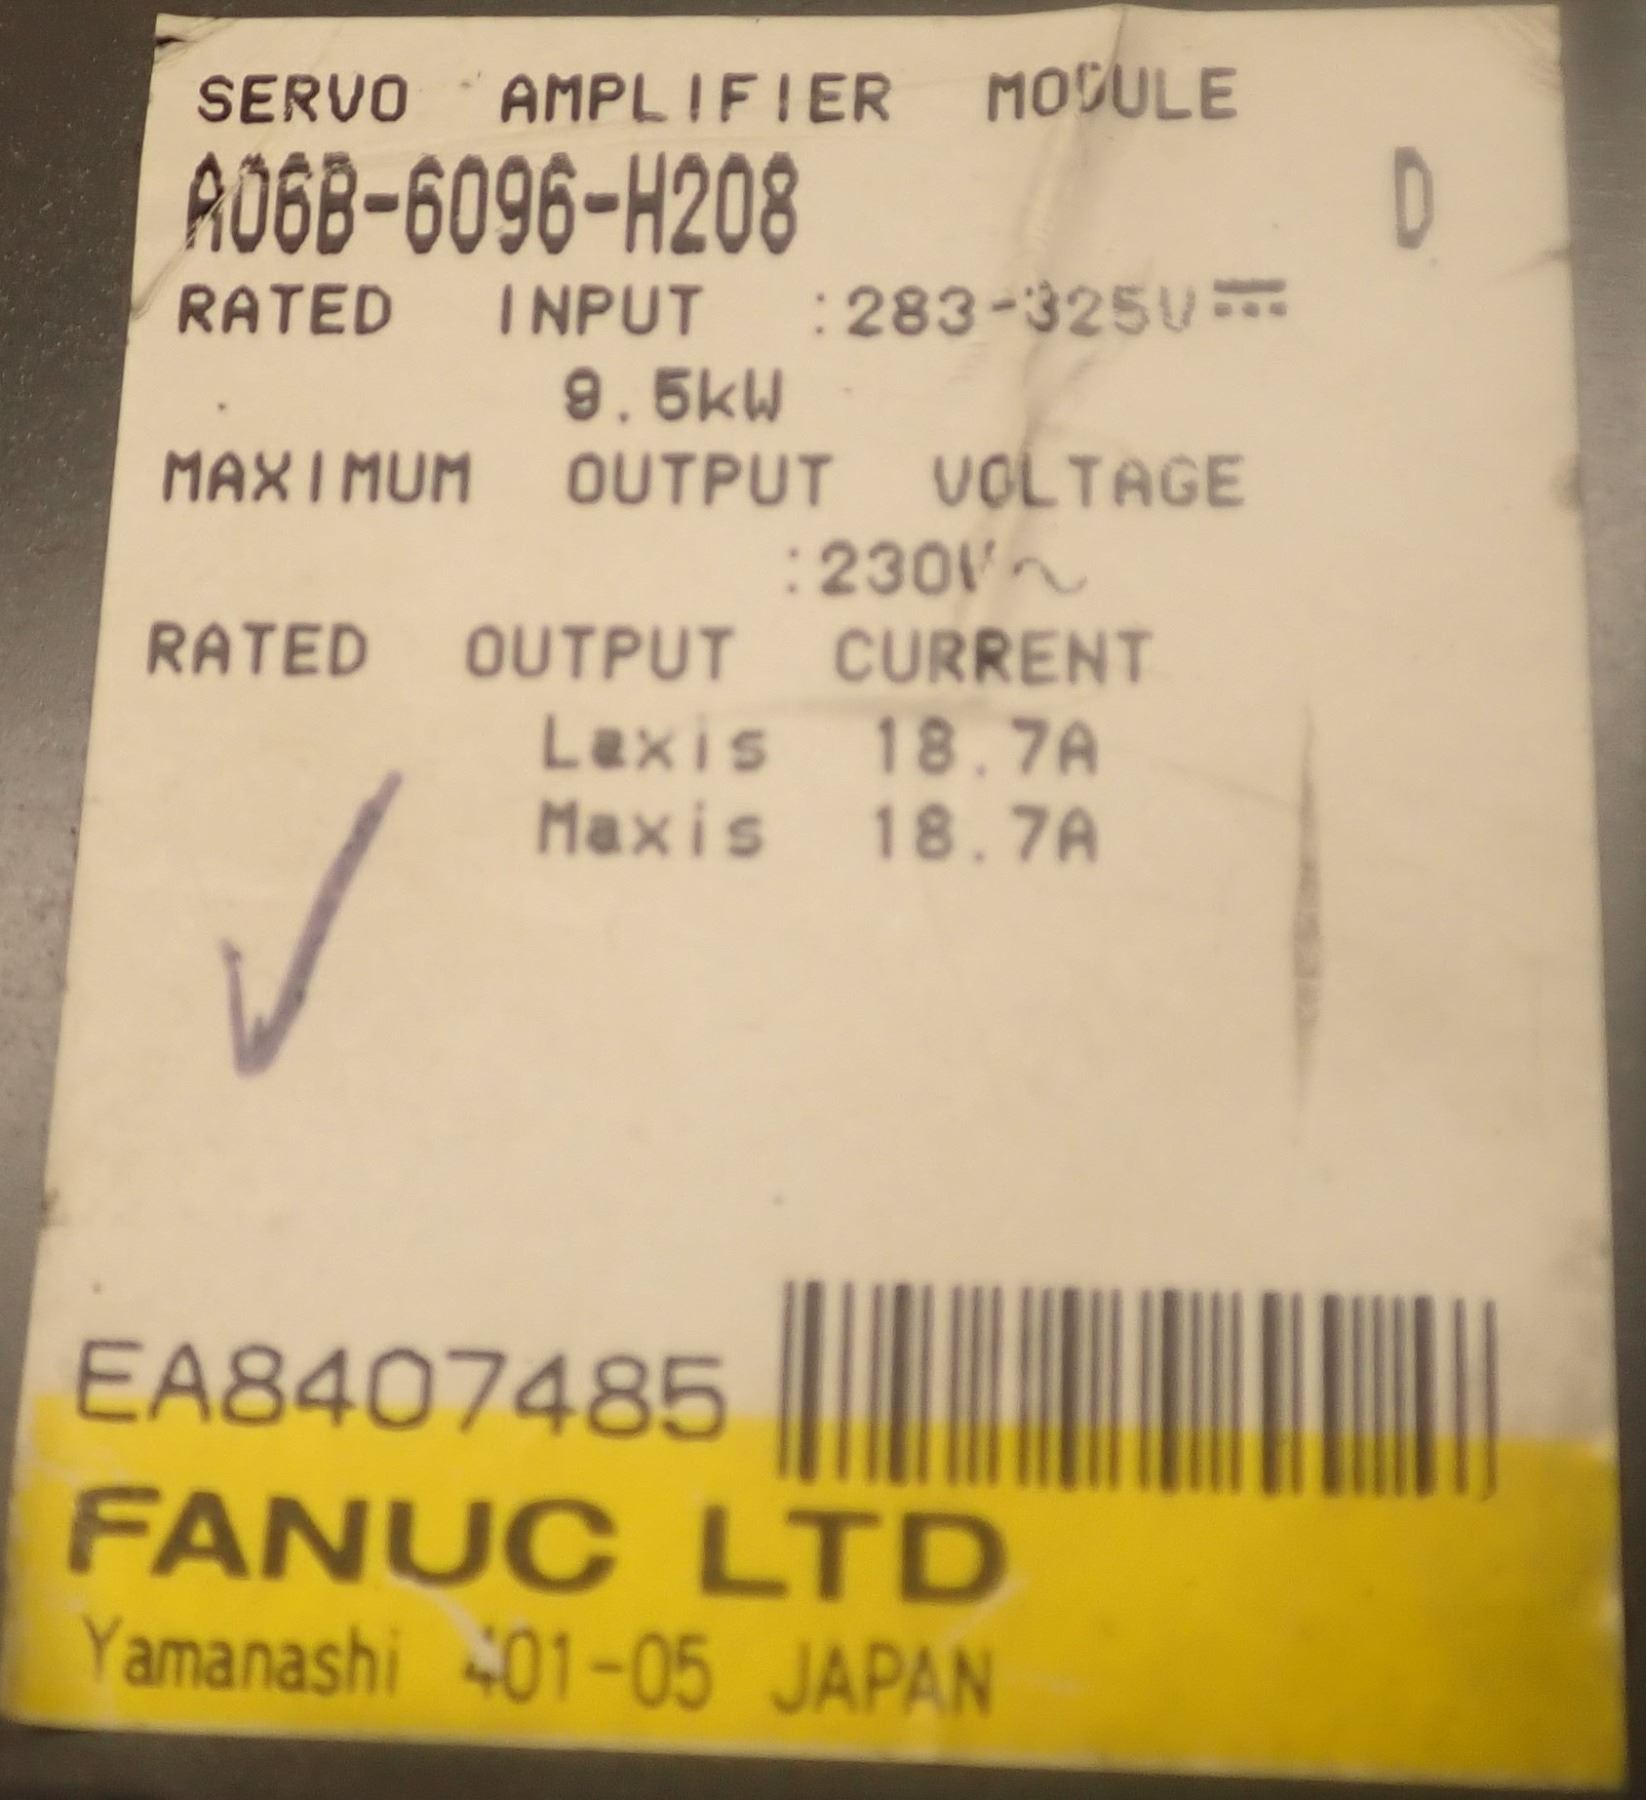 SERVO AMPLIFIER MODULE
A06B-6096-H208 D
RATED INPUT :283-325V⎓
9.5kW
MAXIMUM OUTPUT VOLTAGE
:230V~
RATED OUTPUT CURRENT
Laxis 18.7A
Maxis 18.7A
EA8407485
FANUC LTD
Yamanashi 401-05 JAPAN